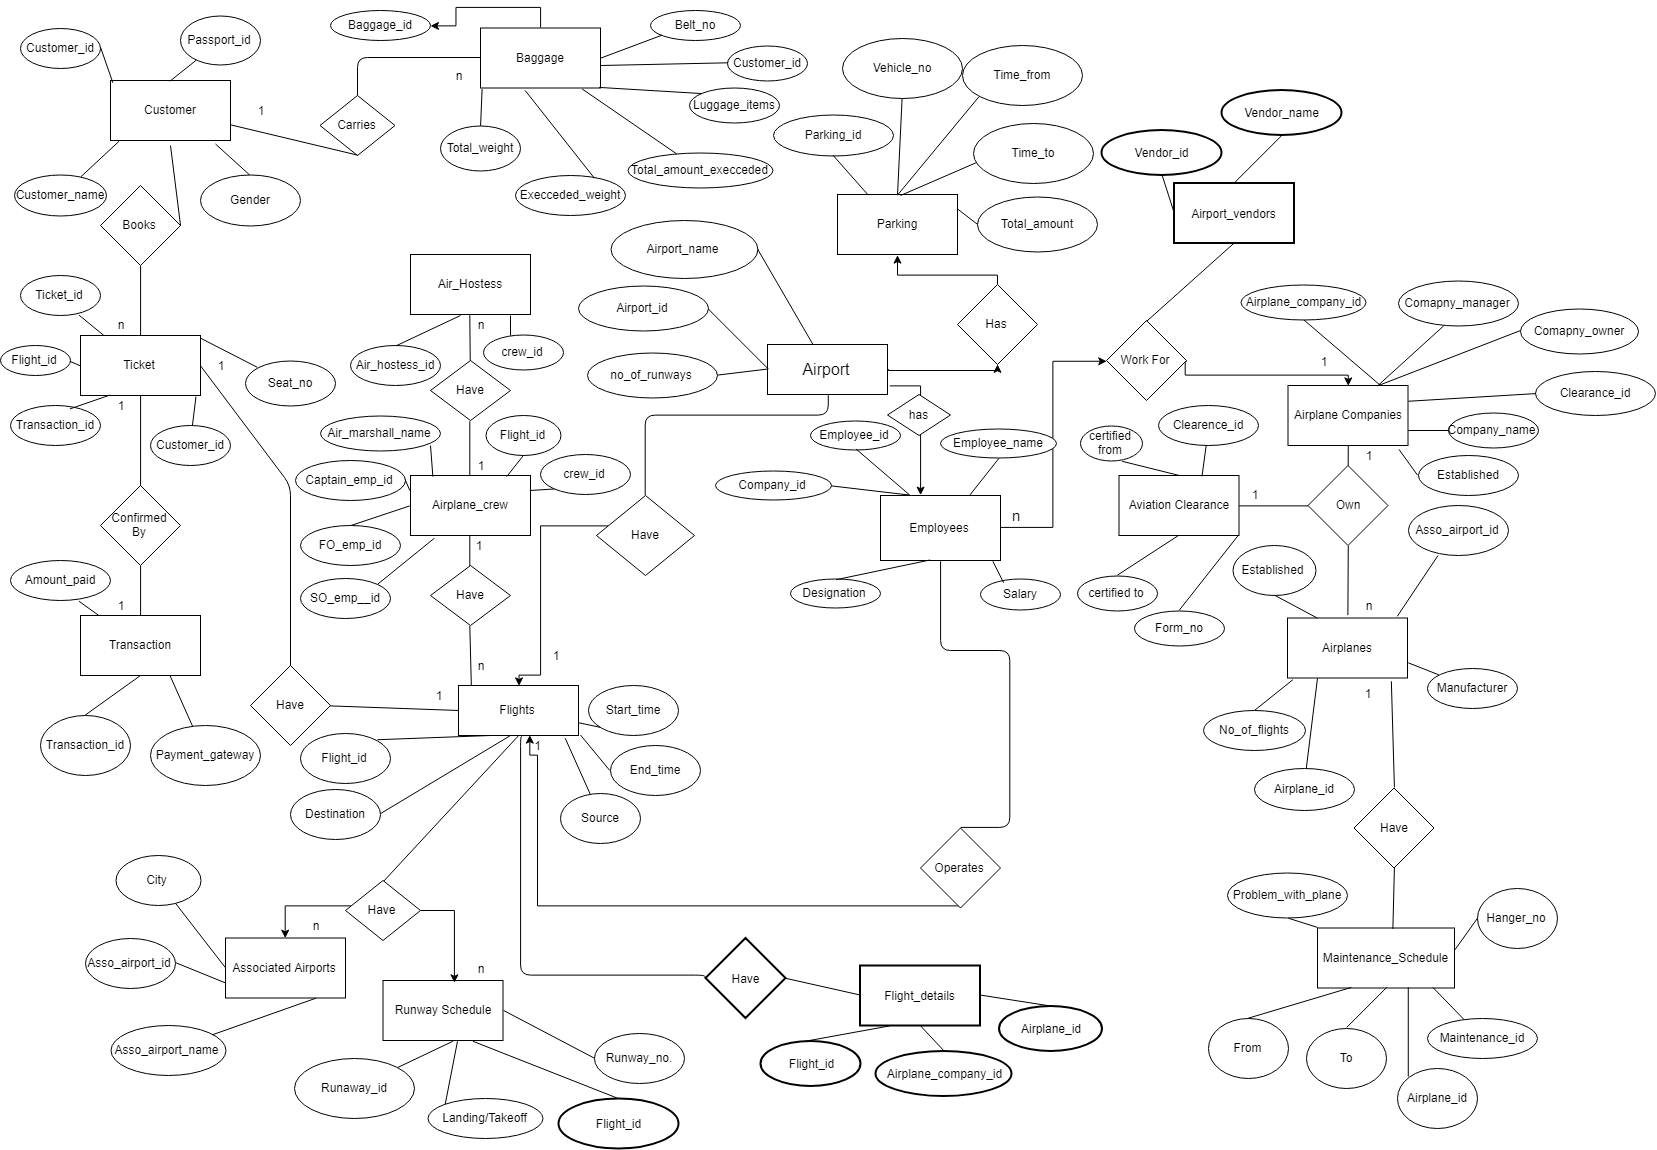 Baggage_id
Belt_no
Customer_id
Passport_id
Baggage
Customer_id
n
Luggage_items
Customer
1
Carries
Total_weight
Total_amount_execceded
Execceded_weight
Customer_name
Gender
Books
Vehicle_no
Time_from
Parking_id
Time_to
Parking
Total_amount
Vendor_name
Vendor_id
Airport_vendors
Airport_name
Airport_id
no_of_runways
Airport
Has
has
Air_Hostess
n
Air_hostess_id
crew_id
Have
Ticket_id
n
Flight_id
Ticket
1
Seat_no
1
Transaction_id
Customer_id
Air_marshall_name
Flight_id
Captain_emp_id
1
crew_id
Airplane_crew
FO_emp_id
1
SO_emp__id
Have
n
Confirmed
By
Amount_paid
1
Transaction
Transaction_id
Payment_gateway
Have
1
Employee_id
Employee_name
Company_id
Employees
n
Designation
Salary
Have
1
Work For
1
Airplane_company_id
Comapny_manager
Comapny_owner
Airplane Companies
Clearance_id
Company_name
1
Established
Clearence_id
certified
from
Aviation Clearance
1
Own
certified to
Form_no
Asso_airport_id
Established
n
Airplanes
1
Manufacturer
No_of_flights
Airplane_id
Have
Flights
Start_time
1
Flight_id
End_time
Destination
Source
Operates
City
Have
n
Asso_airport_id
Associated Airports
Asso_airport_name
n
Runway Schedule
Runway_no.
Runaway_id
Landing/Takeoff
Flight_id
Have
Flight_details
Airplane_id
Flight_id
Airplane_company_id
Problem_with_plane
Hanger_no
Maintenance_Schedule
From
To
Maintenance_id
Airplane_id